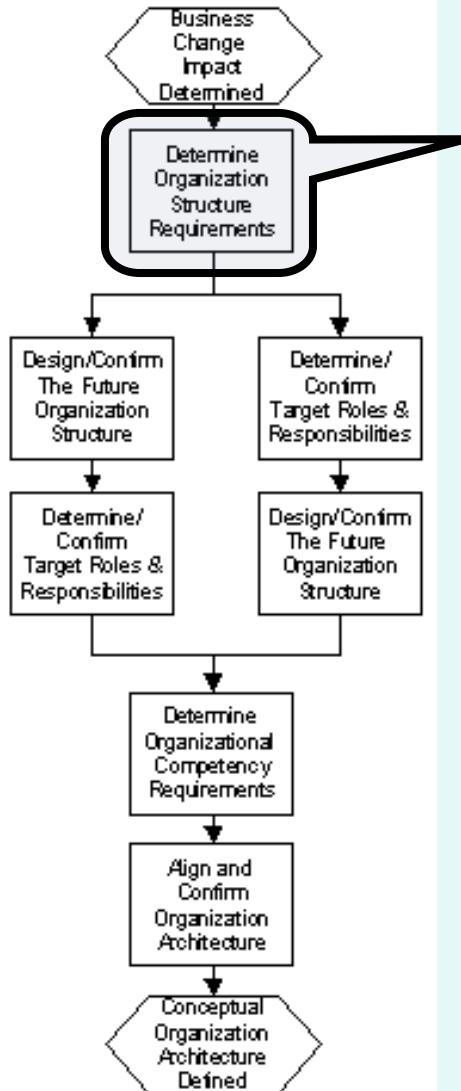 Business
Change
Impact
Determined
Determine
Organization
Structure
Requirements
Design/Confirm
The Future
Organization
Structure
Determine/
Confirm
Target Roles &
Responsibilities
Determine/
Confirm
Target Roles &
Responsibilities
Design/Confirm
The Future
Organization
Structure
Determine
Organizational
Competency
Requirements
Align and
Confirm
Organization
Architecture
Conceptual
Organization
Architecture
Defined